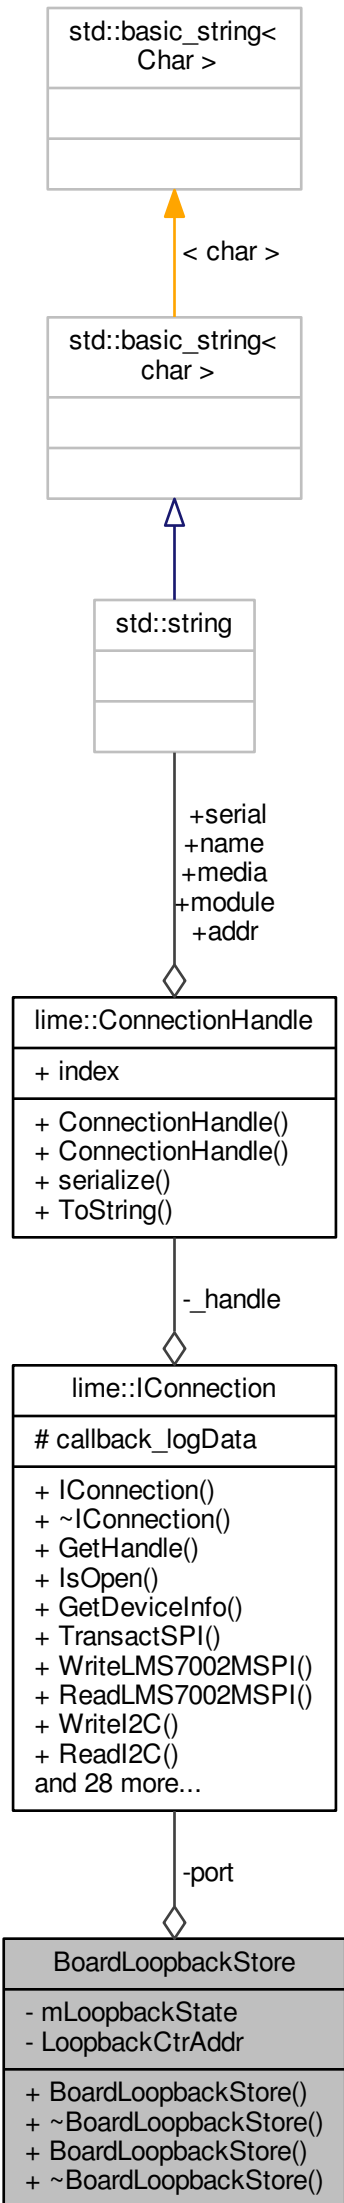 std::basic_string<
Char >
< char >
std::basic_string<
char >
std::string
+serial
+name
+media
+module
+addr
lime::ConnectionHandle
+ index
+ ConnectionHandle()
+ ConnectionHandle()
+ serialize()
+ ToString()
-_handle
lime::IConnection
# callback_logData
+ IConnection()
+ ~IConnection()
+ GetHandle()
+ IsOpen()
+ GetDeviceInfo()
+ TransactSPI()
+ WriteLMS7002MSPI()
+ ReadLMS7002MSPI()
+ WriteI2C()
+ ReadI2C()
and 28 more...
-port
BoardLoopbackStore
- mLoopbackState
- LoopbackCtrAddr
+ BoardLoopbackStore()
+ ~BoardLoopbackStore()
+ BoardLoopbackStore()
+ ~BoardLoopbackStore()